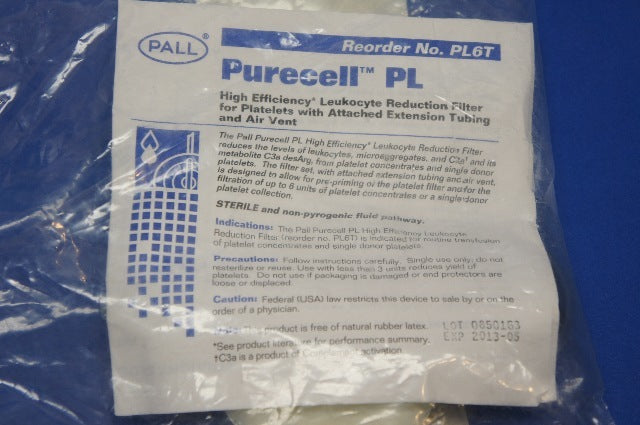 PALL
Reorder No. PL6T
Purecell™ PL
High Efficiency* Leukocyte Reduction Filter
for Platelets with Attached Extension Tubing
and Air Vent
The Pall Purecell PL High Efficiency* Leukocyte Reduction Filter
reduces the levels of leukocytes, microaggregates, and C3a† and its
metabolite C3a desArg, from platelet concentrates and single donor
platelets. The filter set, with attached extension tubing and air vent,
is designed to allow for pre-priming of the platelet filter and for the
filtration of up to 6 units of platelet concentrates or a single donor
platelet collection.
STERILE and non-pyrogenic fluid pathway.
Indications: The Pall Purecell PL High Efficiency Leukocyte
Reduction Filter (reorder no. PL6T) is indicated for routine transfusion
of platelet concentrates and single donor platelets.
Precautions: Follow instructions carefully. Single use only; do not
resterilize or reuse. Use with less than 3 units reduces yield of
platelets. Do not use if packaging is damaged or end protectors are
loose or displaced.
Caution: Federal (USA) law restricts this device to sale by or on the
order of a physician.
Note: This product is free of natural rubber latex.
LOT 0850163
*See product literature for performance summary.
EXP 2013-05
†C3a is a product of Complement activation.